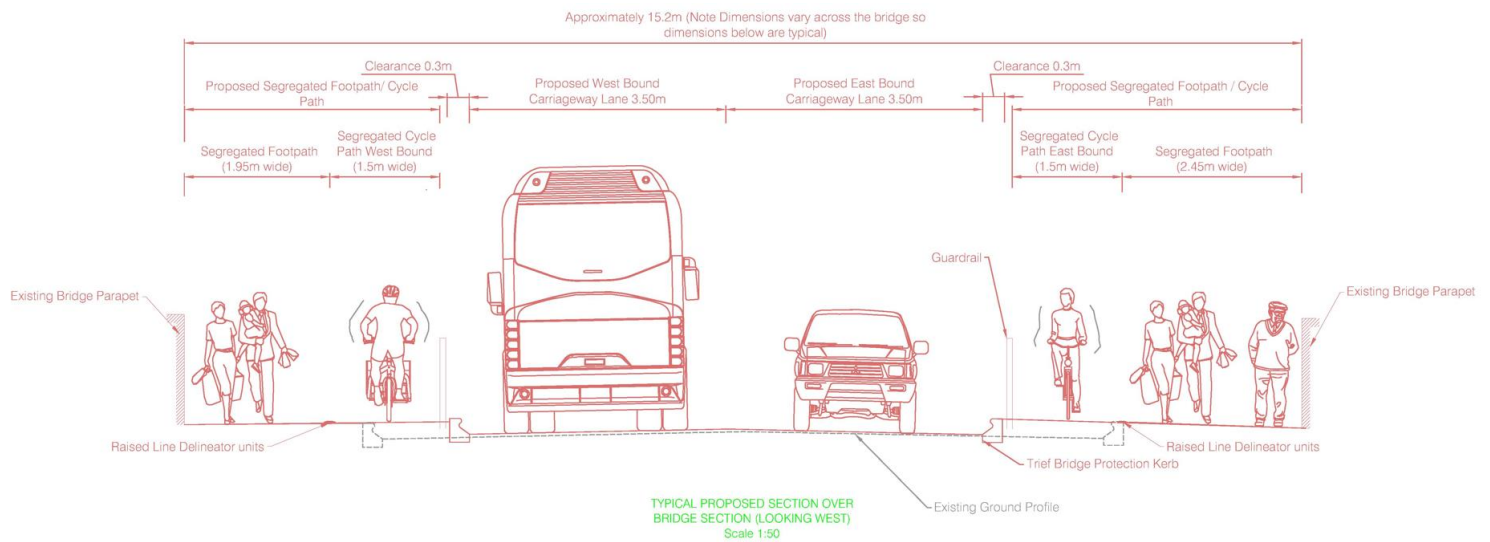 Approximately 15.2m (Note Dimensions vary across the bridge so
dimensions below are typical)
Clearance 0.3m
Clearance 0.3m
Proposed Segregated Footpath/ Cycle
Path
Proposed West Bound
Carriageway Lane 3.50m
Proposed East Bound
Carriageway Lane 3.50m
Proposed Segregated Footpath / Cycle
Path
Segregated Footpath
(1.95m wide)
Segregated Cycle
Path West Bound
(1.5m wide)
Segregated Cycle
Path East Bound
(1.5m wide)
Segregated Footpath
(2.45m wide)
Guardrail
Existing Bridge Parapet
Existing Bridge Parapet
Raised Line Delineator units
Raised Line Delineator units
Trief Bridge Protection Kerb
Existing Ground Profile
TYPICAL PROPOSED SECTION OVER
BRIDGE SECTION (LOOKING WEST)
Scale 1:50